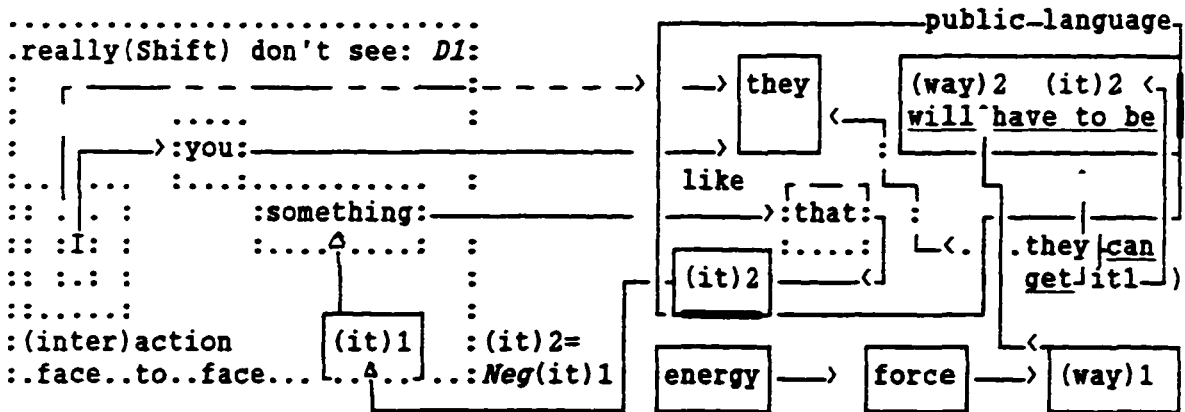 public-language
really(Shift) don't see: D1:
they (way)2 (it)2
will have to be
:you:
like
:something: :that:
:I: .they can
(it)2 get it1 )
:(inter)action (it)1 :(it)2=
:.face..to..face... Neg(it)1 energy force (way)1